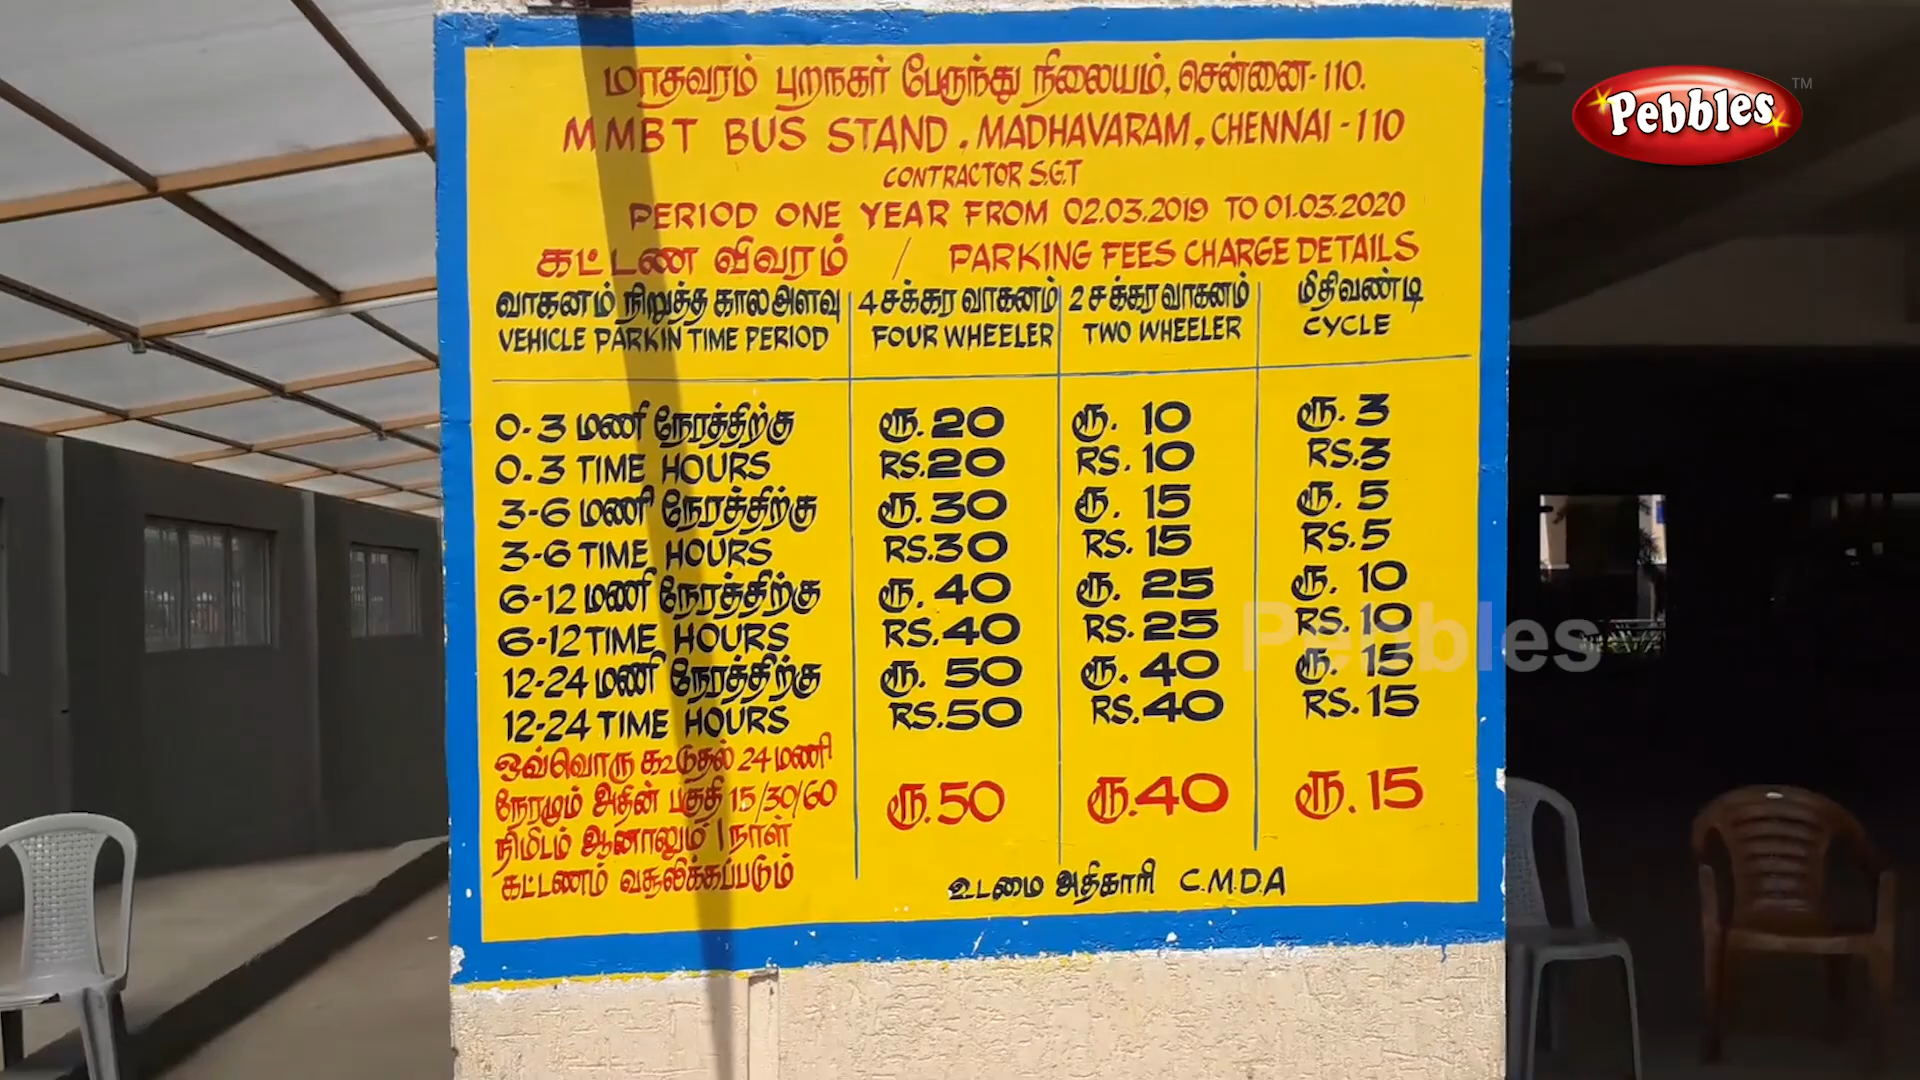 மாதவரம் புறநகர் பேருந்து நிலையம், சென்னை-110.
MMBT BUS STAND, MADHAVARAM, CHENNAI-110
CONTRACTOR S.G.T
PERIOD ONE YEAR FROM 02.03.2019 TO 01.03.2020
கட்டண விவரம் / PARKING FEES CHARGE DETAILS
வாகனம் நிறுத்த கால அளவு 4 சக்கர வாகனம் 2 சக்கர வாகனம் மிதிவண்டி
VEHICLE PARKIN TIME PERIOD FOUR WHEELER TWO WHEELER CYCLE
0-3 மணி நேரத்திற்கு ரூ. 20 ரூ. 10 ரூ. 3
0.3 TIME HOURS RS.20 RS. 10 RS.3
3-6 மணி நேரத்திற்கு ரூ. 30 ரூ. 15 ரூ. 5
3-6 TIME HOURS RS.30 RS. 15 RS.5
6-12 மணி நேரத்திற்கு ரூ. 40 ரூ. 25 ரூ. 10
6-12 TIME HOURS RS.40 RS. 25 RS. 10
12-24 மணி நேரத்திற்கு ரூ. 50 ரூ. 40 ரூ. 15
12-24 TIME HOURS RS.50 RS.40 RS. 15
ஒவ்வொரு கூடுதல் 24 மணி
நேரமும் அதின் பகுதி 15/30/60 ரூ.50 ரூ.40 ரூ. 15
நிமிடம் ஆனாலும் 1 நாள்
கட்டணம் வசூலிக்கப்படும்
உடமை அதிகாரி C.M.D.A
Pebbles TM
Pebbles